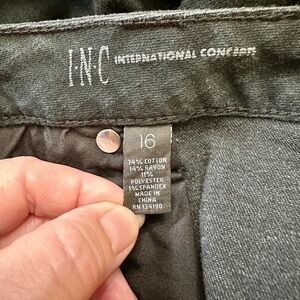 I·N·C INTERNATIONAL CONCEPTS
16
74% COTTON
14% RAYON
11%
POLYESTER
1% SPANDEX
MADE IN
CHINA
RN 134190